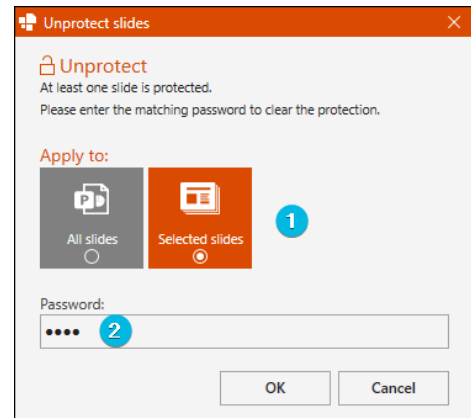 Unprotect slides
Unprotect
At least one slide is protected.
Please enter the matching password to clear the protection.
Apply to:
All slides
Selected slides
1
Password:
•••• 2
OK
Cancel